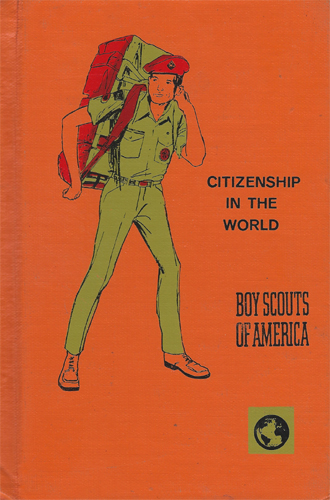 CITIZENSHIP
IN THE
WORLD
BOY SCOUTS
OF AMERICA